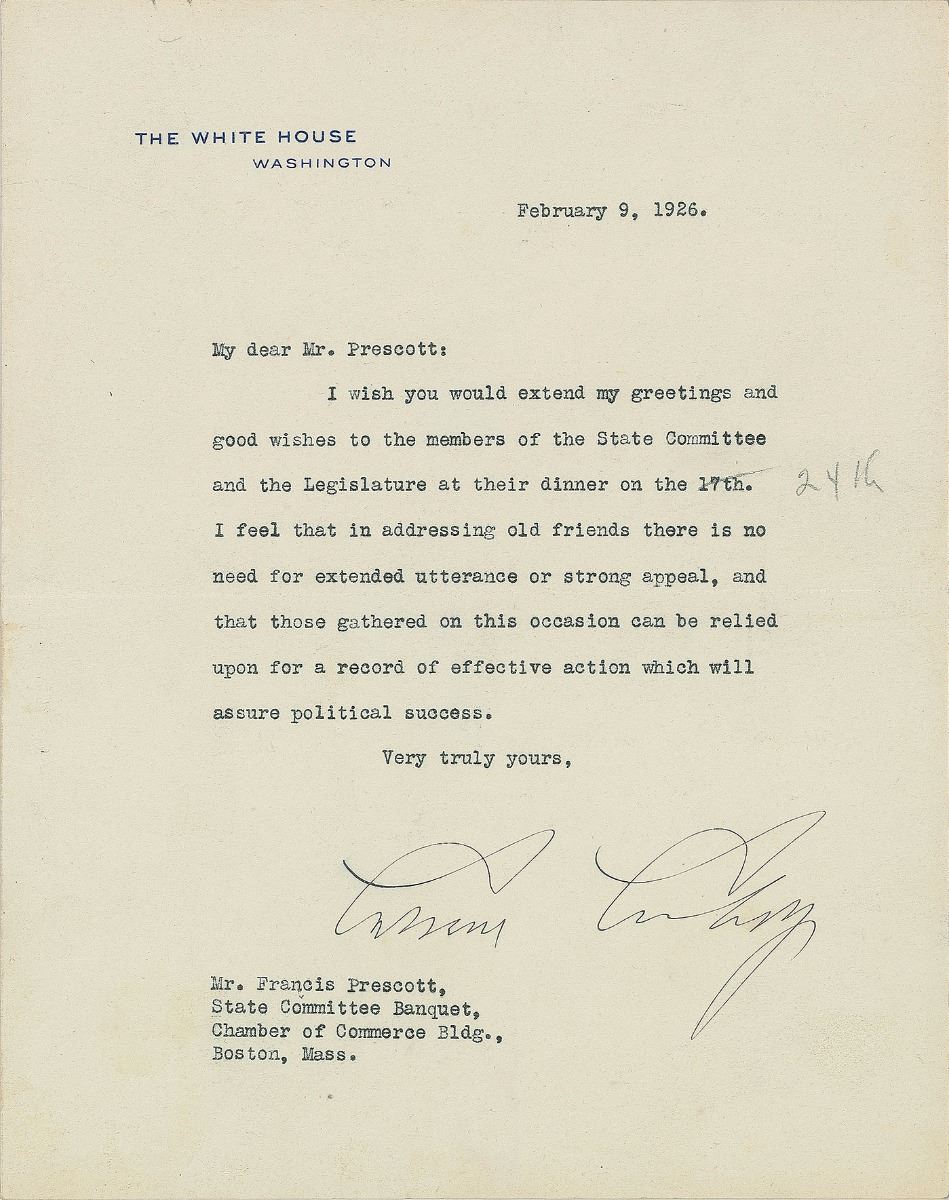 THE WHITE HOUSE
WASHINGTON
February 9, 1926.
My dear Mr. Prescott:
I wish you would extend my greetings and
good wishes to the members of the State Committee
and the Legislature at their dinner on the 17th. 24th
I feel that in addressing old friends there is no
need for extended utterance or strong appeal, and
that those gathered on this occasion can be relied
upon for a record of effective action which will
assure political success.
Very truly yours,
Calvin Coolidge
Mr. Francis Prescott,
State Committee Banquet,
Chamber of Commerce Bldg.,
Boston, Mass.